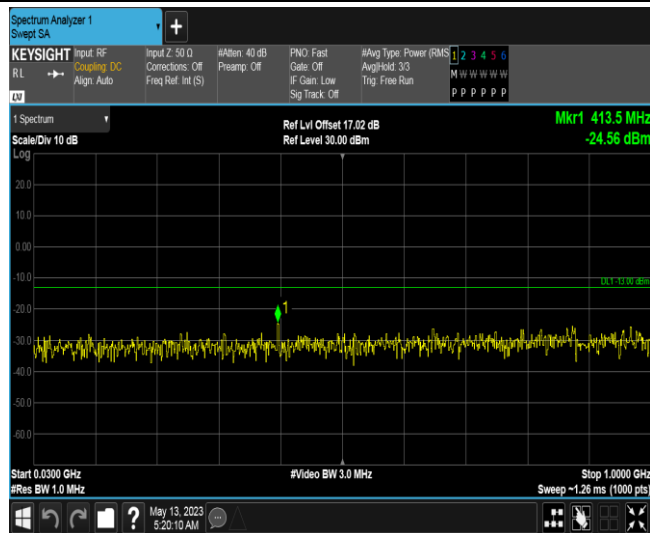 Spectrum Analyzer 1
Swept SA
KEYSIGHT
RL
Input: RF
Coupling: DC
Align: Auto
Input Z: 50 Ω
Corrections: Off
Freq Ref: Int (S)
#Atten: 40 dB
Preamp: Off
PNO: Fast
Gate: Off
IF Gain: Low
Sig Track: Off
#Avg Type: Power (RMS
Avg|Hold: 3/3
Trig: Free Run
1 2 3 4 5 6
M W W W W W
P P P P P P
1 Spectrum
Scale/Div 10 dB
Log
Ref Lvl Offset 17.02 dB
Ref Level 30.00 dBm
Mkr1 413.5 MHz
-24.56 dBm
20.0
10.0
0.00
-10.0
DL1 -13.00 dBm
-20.0
1
-30.0
-40.0
-50.0
-60.0
Start 0.0300 GHz
#Video BW 3.0 MHz
Stop 1.0000 GHz
#Res BW 1.0 MHz
Sweep ~1.26 ms (1000 pts)
May 13, 2023
5:20:10 AM